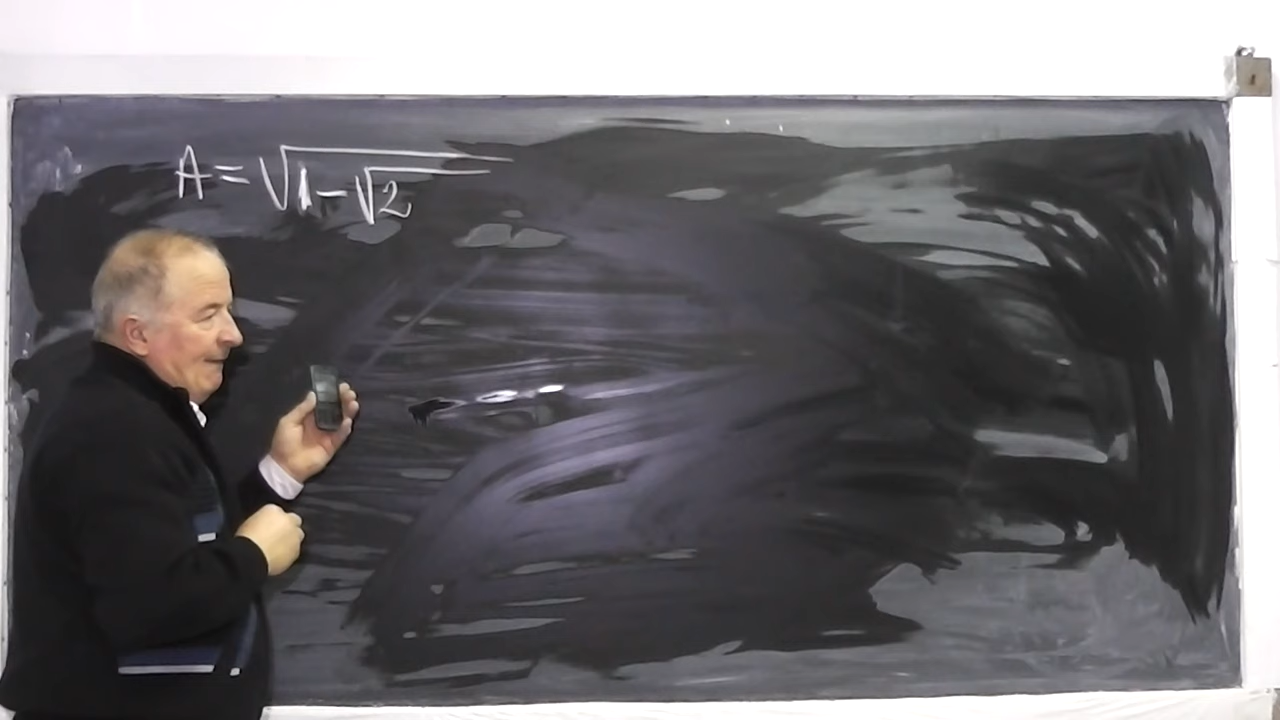 A = √(1 - √2